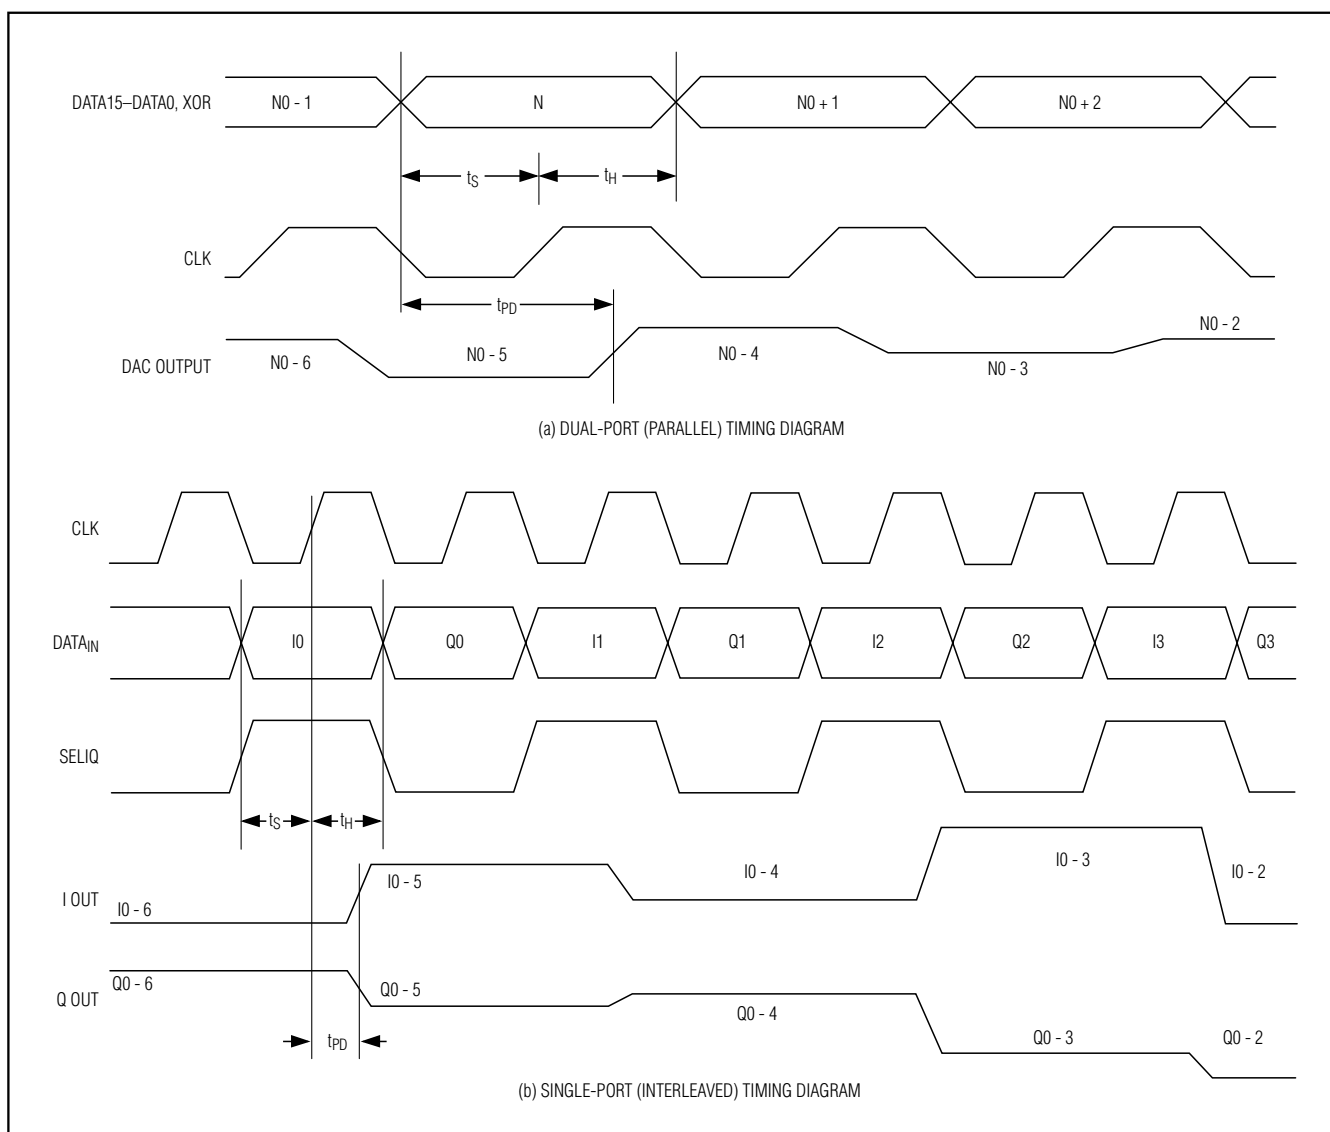 DATA15–DATA0, XOR
N0 - 1
N
N0 + 1
N0 + 2
tS
tH
CLK
tPD
DAC OUTPUT
N0 - 6
N0 - 5
N0 - 4
N0 - 3
N0 - 2
(a) DUAL-PORT (PARALLEL) TIMING DIAGRAM
CLK
DATAIN
I0
Q0
I1
Q1
I2
Q2
I3
Q3
SELIQ
tS
tH
I OUT
I0 - 6
I0 - 5
I0 - 4
I0 - 3
I0 - 2
Q OUT
Q0 - 6
Q0 - 5
Q0 - 4
Q0 - 3
Q0 - 2
tPD
(b) SINGLE-PORT (INTERLEAVED) TIMING DIAGRAM